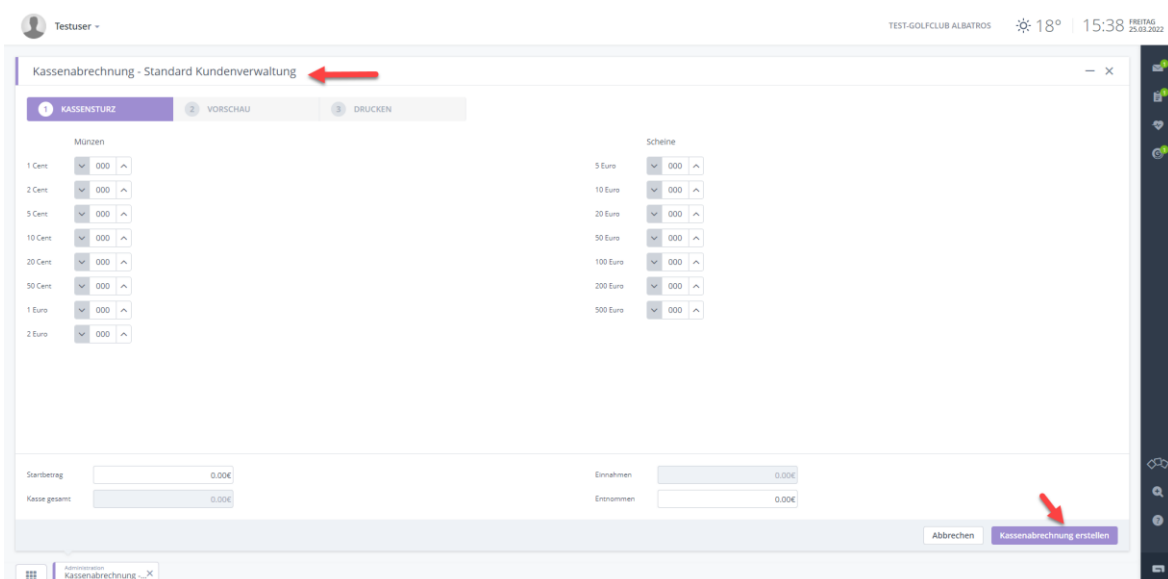 Testuser
TEST-GOLFCLUB ALBATROS
18°
15:38
FREITAG
25.03.2022
Kassenabrechnung - Standard Kundenverwaltung
1 KASSENSTURZ
2 VORSCHAU
3 DRUCKEN
Münzen
Scheine
1 Cent 000
5 Euro 000
2 Cent 000
10 Euro 000
5 Cent 000
20 Euro 000
10 Cent 000
50 Euro 000
20 Cent 000
100 Euro 000
50 Cent 000
200 Euro 000
1 Euro 000
500 Euro 000
2 Euro 000
Startbetrag 0.00€
Einnahmen 0.00€
Kasse gesamt 0.00€
Entnommen 0.00€
Abbrechen
Kassenabrechnung erstellen
Administration
Kassenabrechnung -...